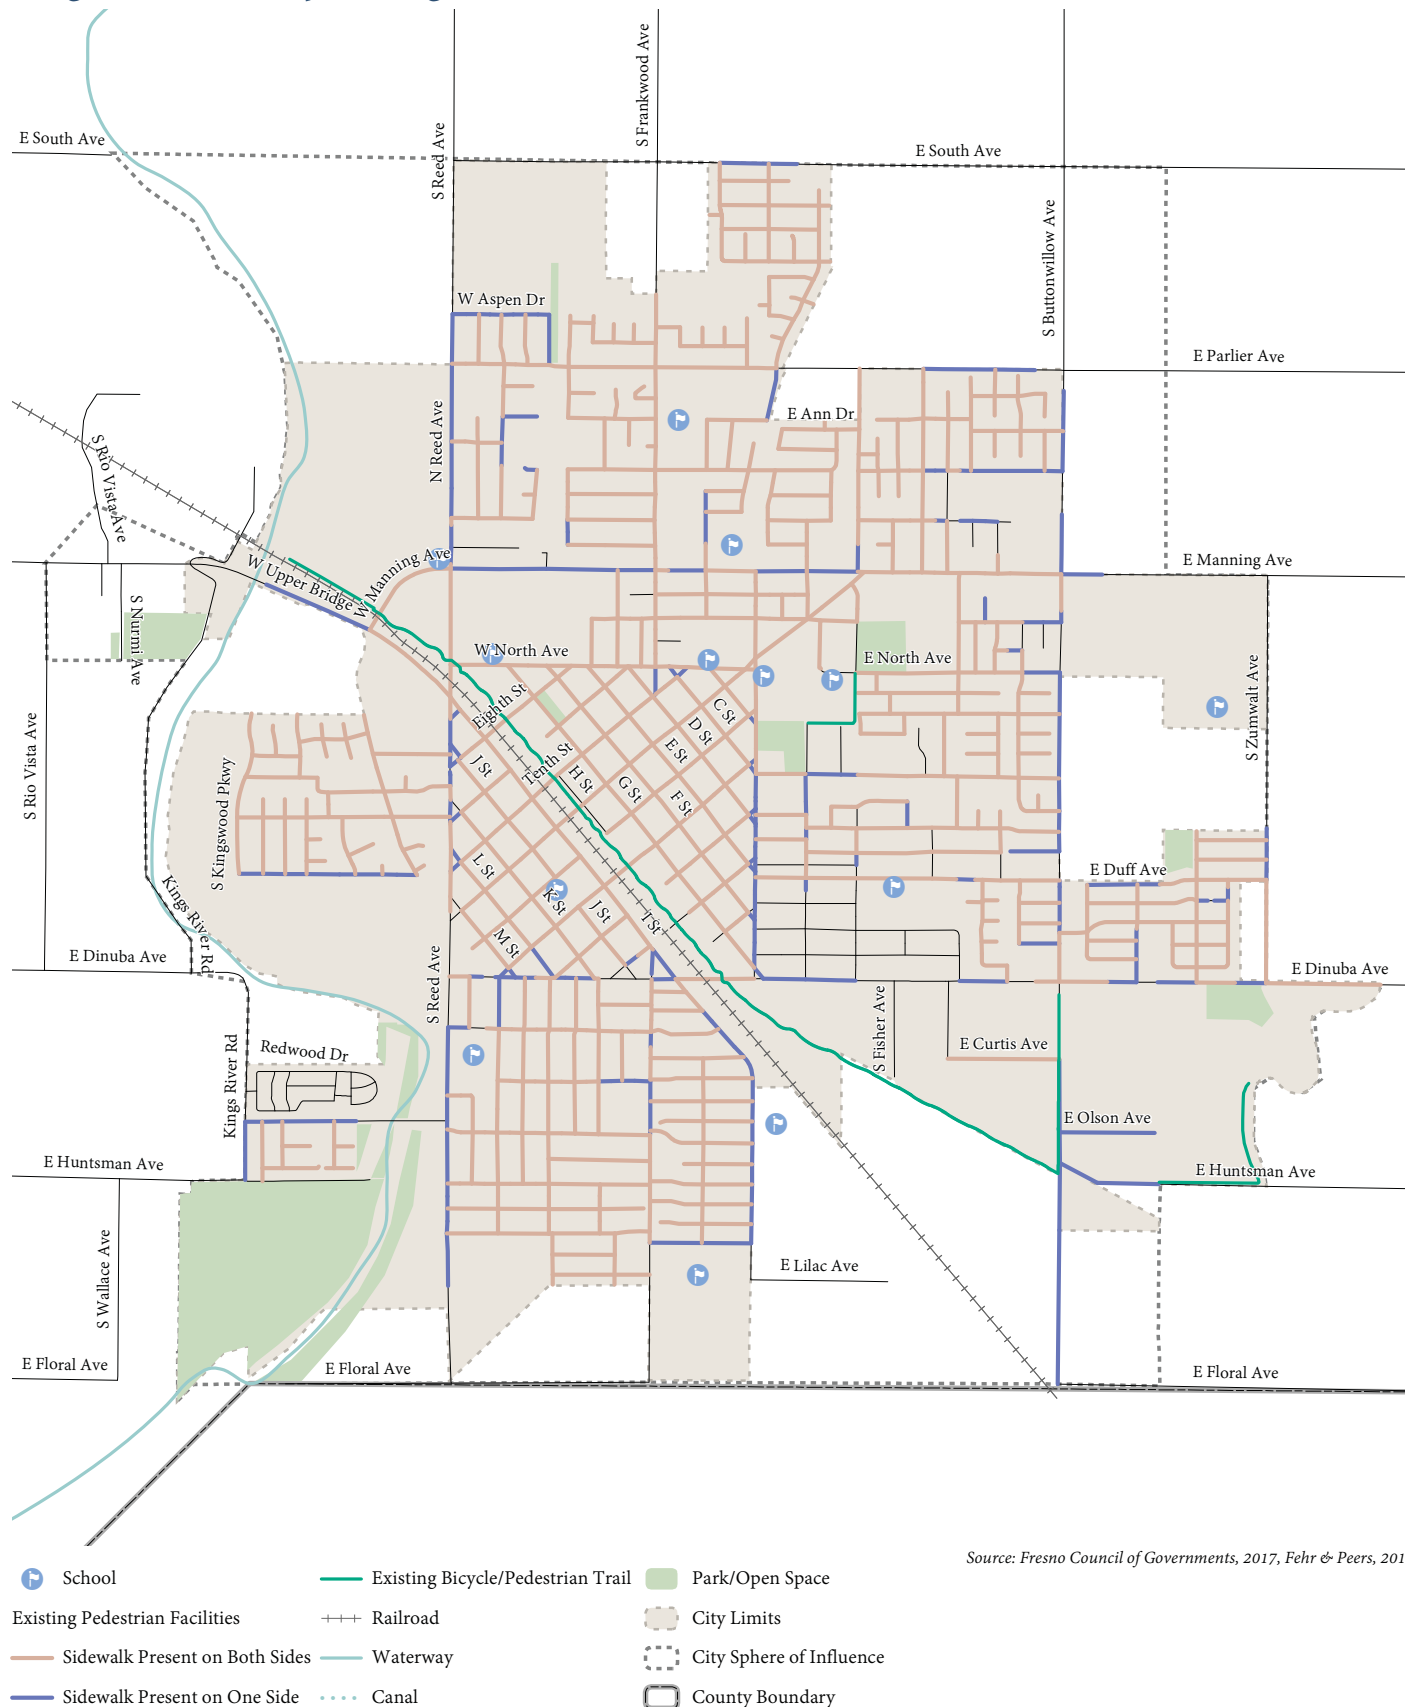 S Frankwood Ave
S Reed Ave
E South Ave
E South Ave
S Buttonwillow Ave
W Aspen Dr
E Parlier Ave
E Ann Dr
N Reed Ave
S Rio Vista Ave
W Manning Ave
E Manning Ave
W Upper Bridge
S Nurmi Ave
W North Ave
E North Ave
Eighth St
C St
D St
E St
S Zumwalt Ave
S Rio Vista Ave
J St
Tenth St
H St
G St
F St
S Kingswood Pkwy
L St
E Duff Ave
K St
J St
I St
Kings River Rd
M St
E Dinuba Ave
S Reed Ave
E Dinuba Ave
S Fisher Ave
Kings River Rd
Redwood Dr
E Curtis Ave
E Olson Ave
E Huntsman Ave
E Huntsman Ave
S Wallace Ave
E Lilac Ave
E Floral Ave
E Floral Ave
E Floral Ave
Source: Fresno Council of Governments, 2017, Fehr & Peers, 201
School
Existing Bicycle/Pedestrian Trail
Park/Open Space
Existing Pedestrian Facilities
Railroad
City Limits
Sidewalk Present on Both Sides
Waterway
City Sphere of Influence
Sidewalk Present on One Side
Canal
County Boundary